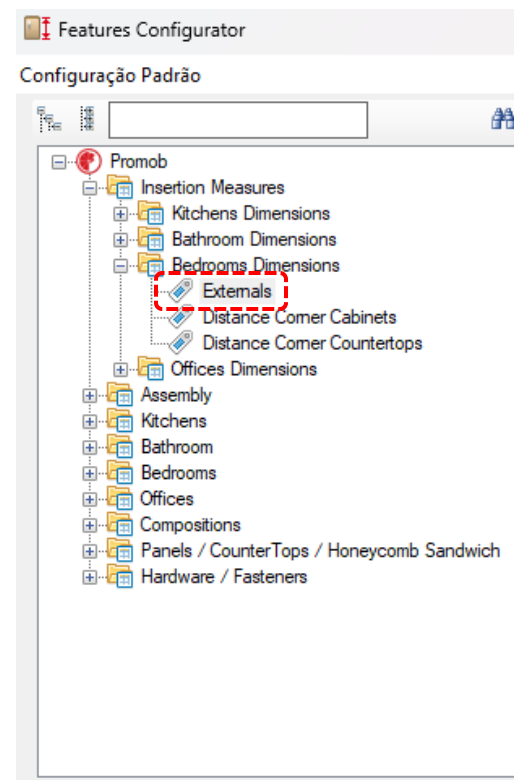 Features Configurator
Configuração Padrão
Promob
Insertion Measures
Kitchens Dimensions
Bathroom Dimensions
Bedrooms Dimensions
Externals
Distance Corner Cabinets
Distance Corner Countertops
Offices Dimensions
Assembly
Kitchens
Bathroom
Bedrooms
Offices
Compositions
Panels / CounterTops / Honeycomb Sandwich
Hardware / Fasteners